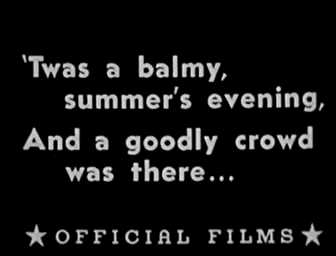 'Twas a balmy,
summer's evening,
And a goodly crowd
was there...
★ OFFICIAL FILMS ★